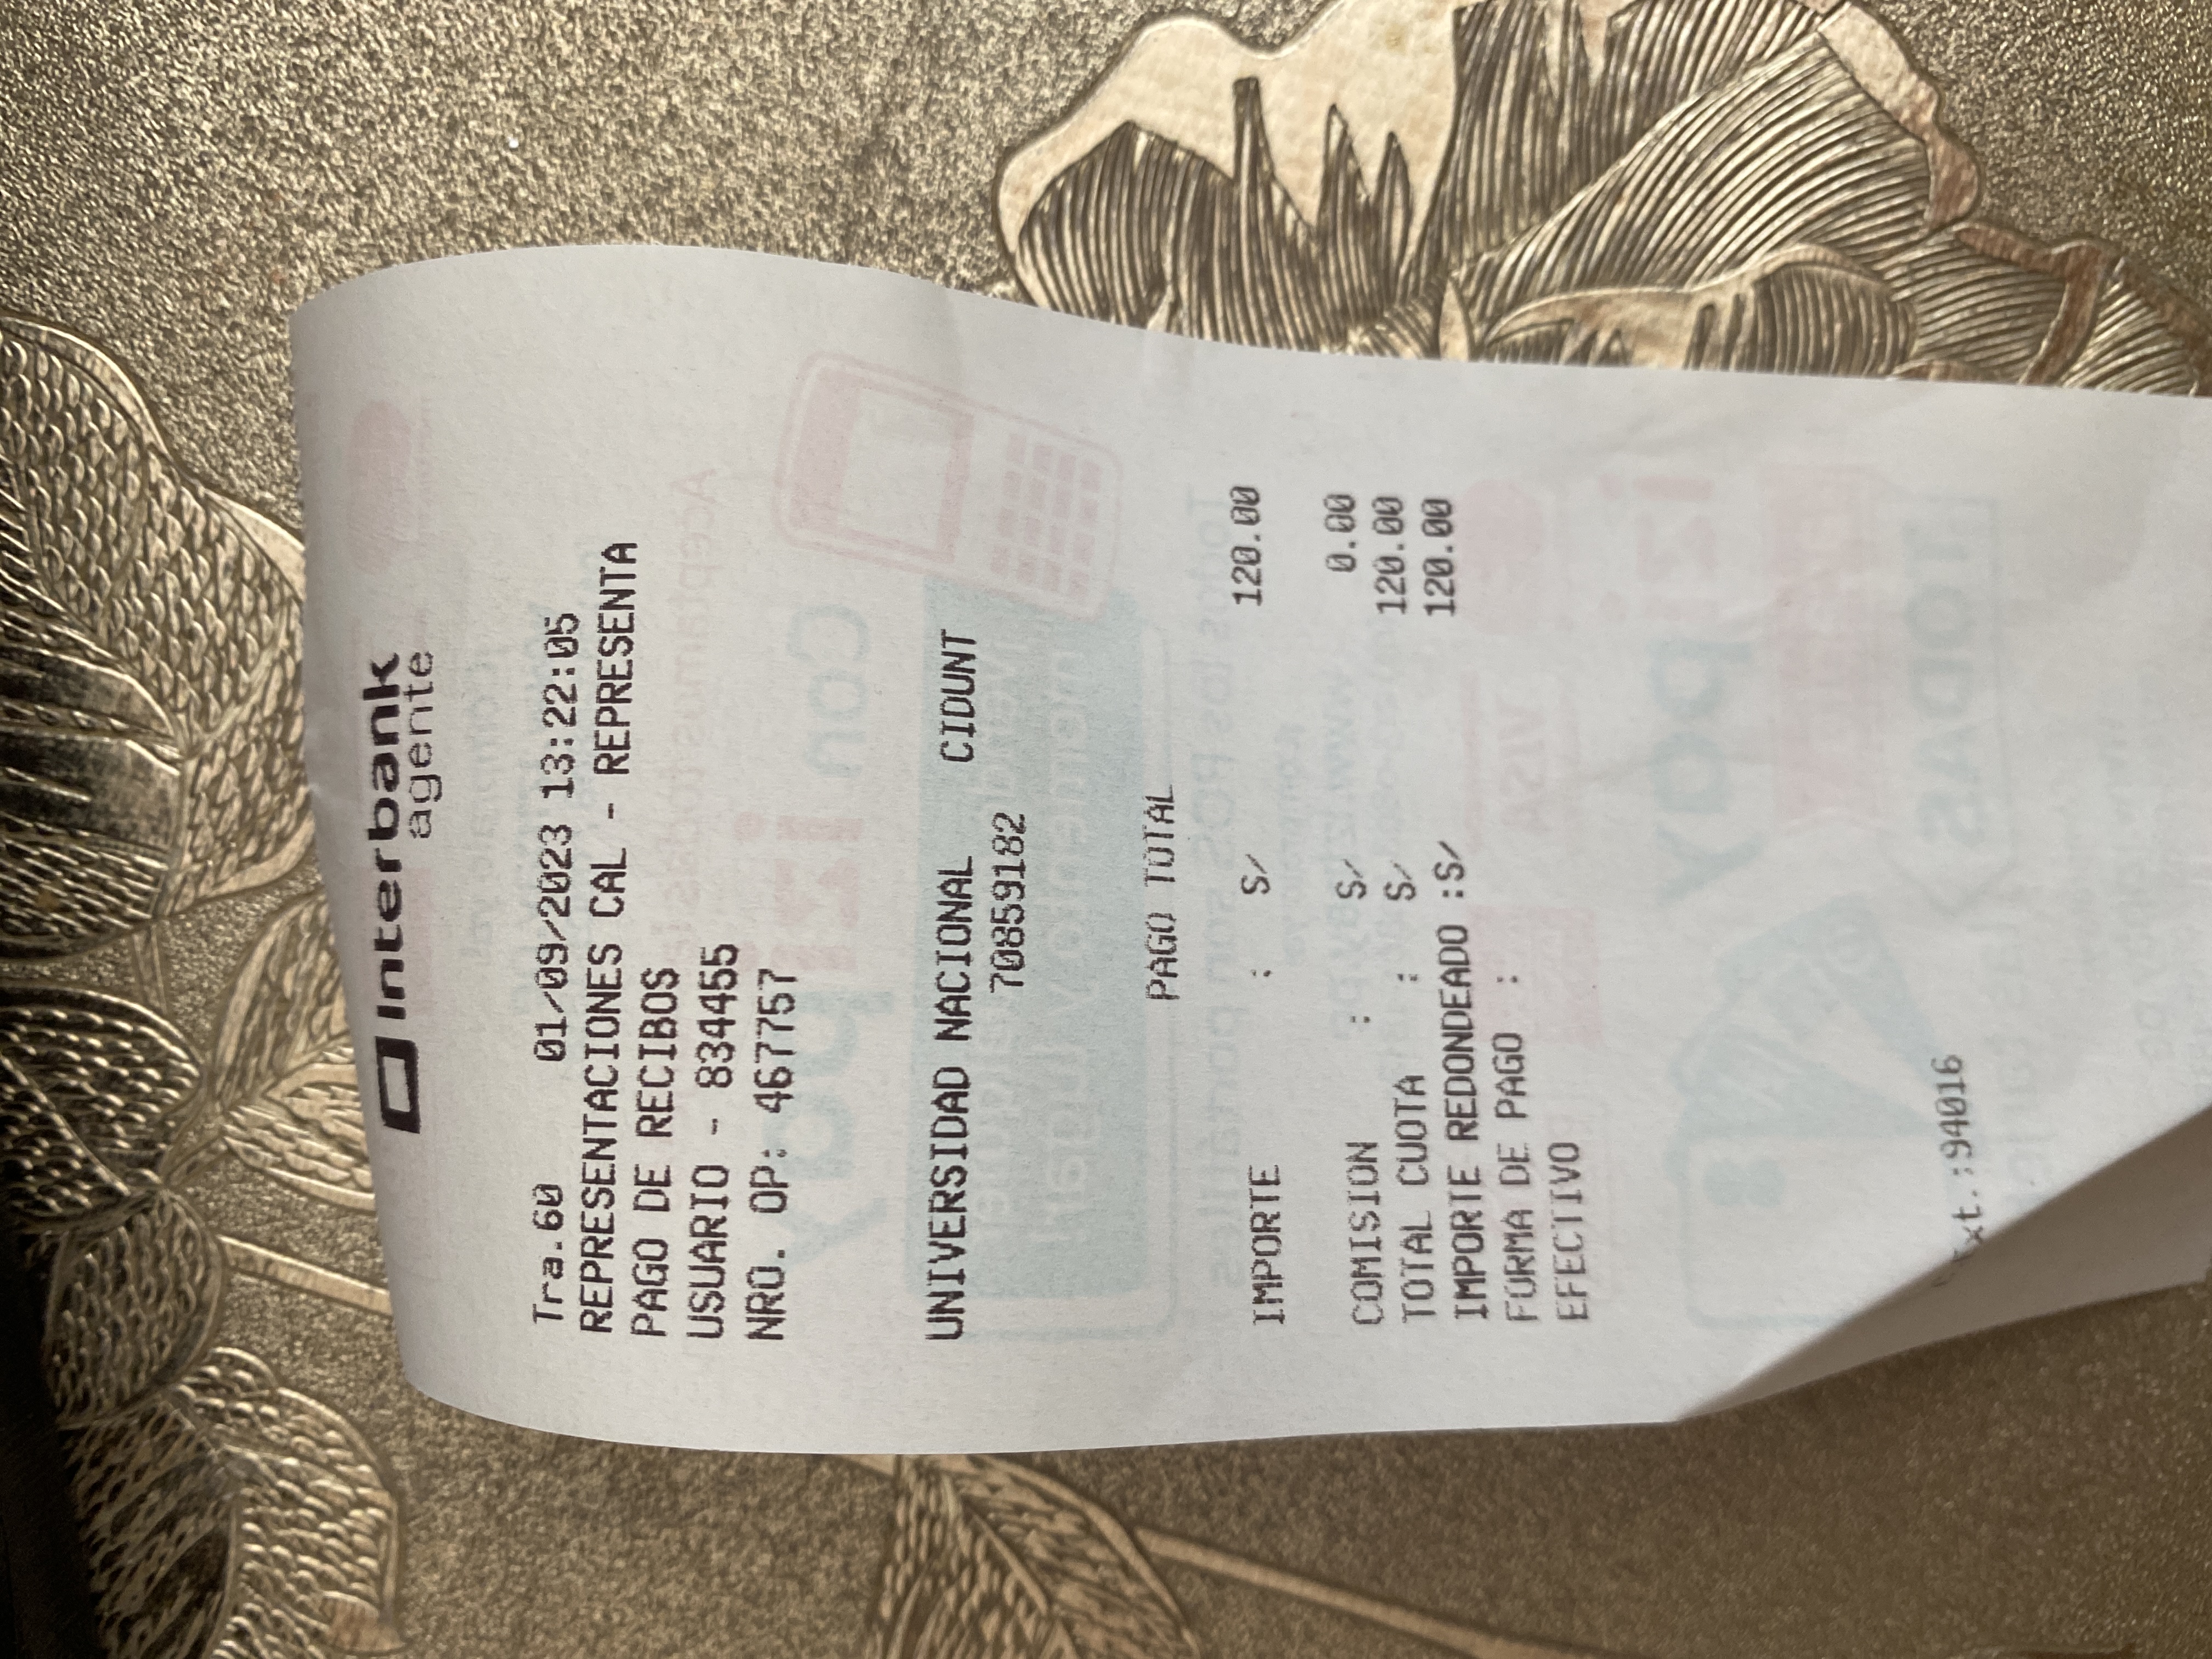 Interbank
agente
Tra.60 01/09/2023 13:22:05
REPRESENTACIONES CAL - REPRESENTA
PAGO DE RECIBOS
USUARIO - 834455
NRO. OP: 467757
UNIVERSIDAD NACIONAL CIDUNT
70859182
PAGO TOTAL
IMPORTE : S/ 120.00
COMISION : S/ 0.00
TOTAL CUOTA : S/ 120.00
IMPORTE REDONDEADO :S/ 120.00
FORMA DE PAGO :
EFECTIVO
:940016